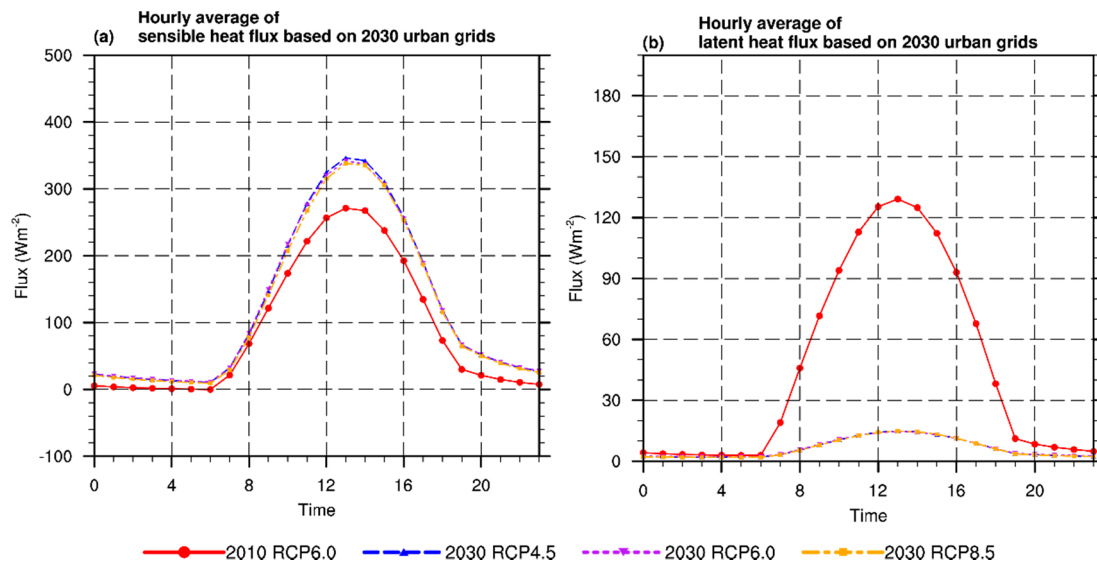 Hourly average of
(a) sensible heat flux based on 2030 urban grids
500
400
300
200
100
0
-100
Flux (Wm-2)
0 4 8 12 16 20
Time
Hourly average of
(b) latent heat flux based on 2030 urban grids
180
150
120
90
60
30
0
Flux (Wm-2)
0 4 8 12 16 20
Time
2010 RCP6.0 2030 RCP4.5 2030 RCP6.0 2030 RCP8.5